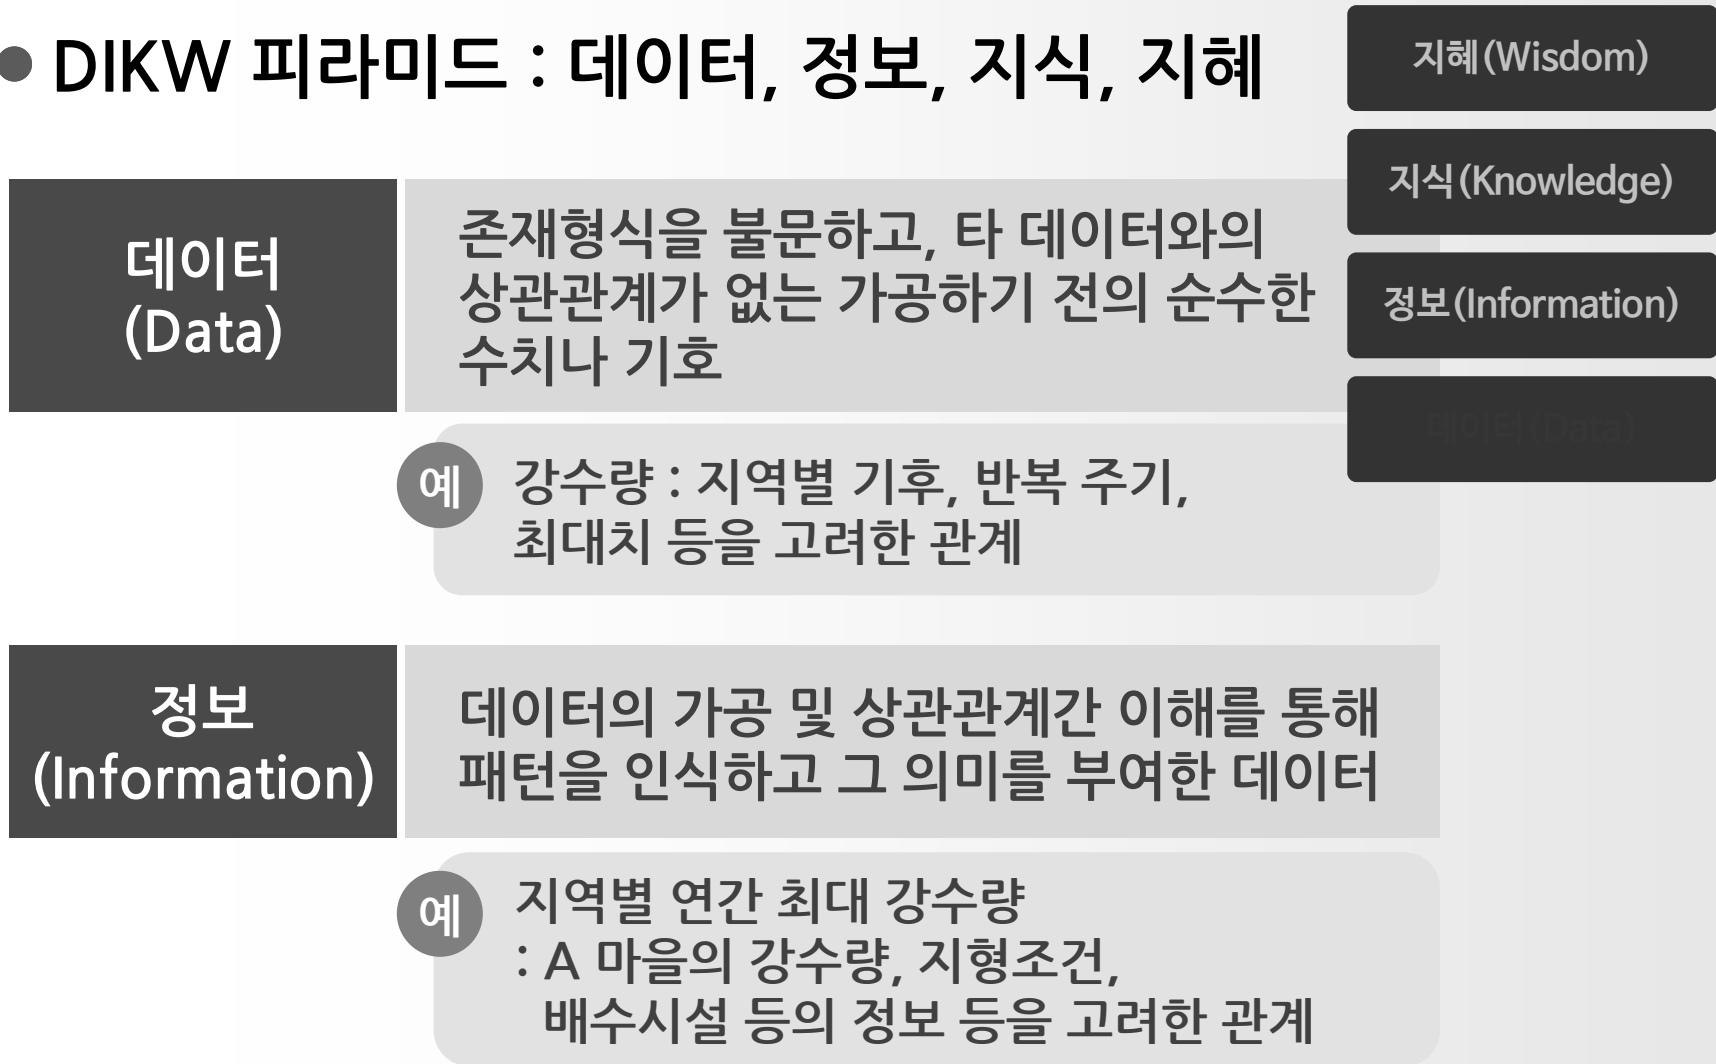 DIKW 피라미드 : 데이터, 정보, 지식, 지혜
지혜(Wisdom)
지식(Knowledge)
정보(Information)
데이터(Data)
데이터
(Data)
존재형식을 불문하고, 타 데이터와의
상관관계가 없는 가공하기 전의 순수한
수치나 기호
예
강수량 : 지역별 기후, 반복 주기,
최대치 등을 고려한 관계
정보
(Information)
데이터의 가공 및 상관관계간 이해를 통해
패턴을 인식하고 그 의미를 부여한 데이터
예
지역별 연간 최대 강수량
: A 마을의 강수량, 지형조건,
배수시설 등의 정보 등을 고려한 관계